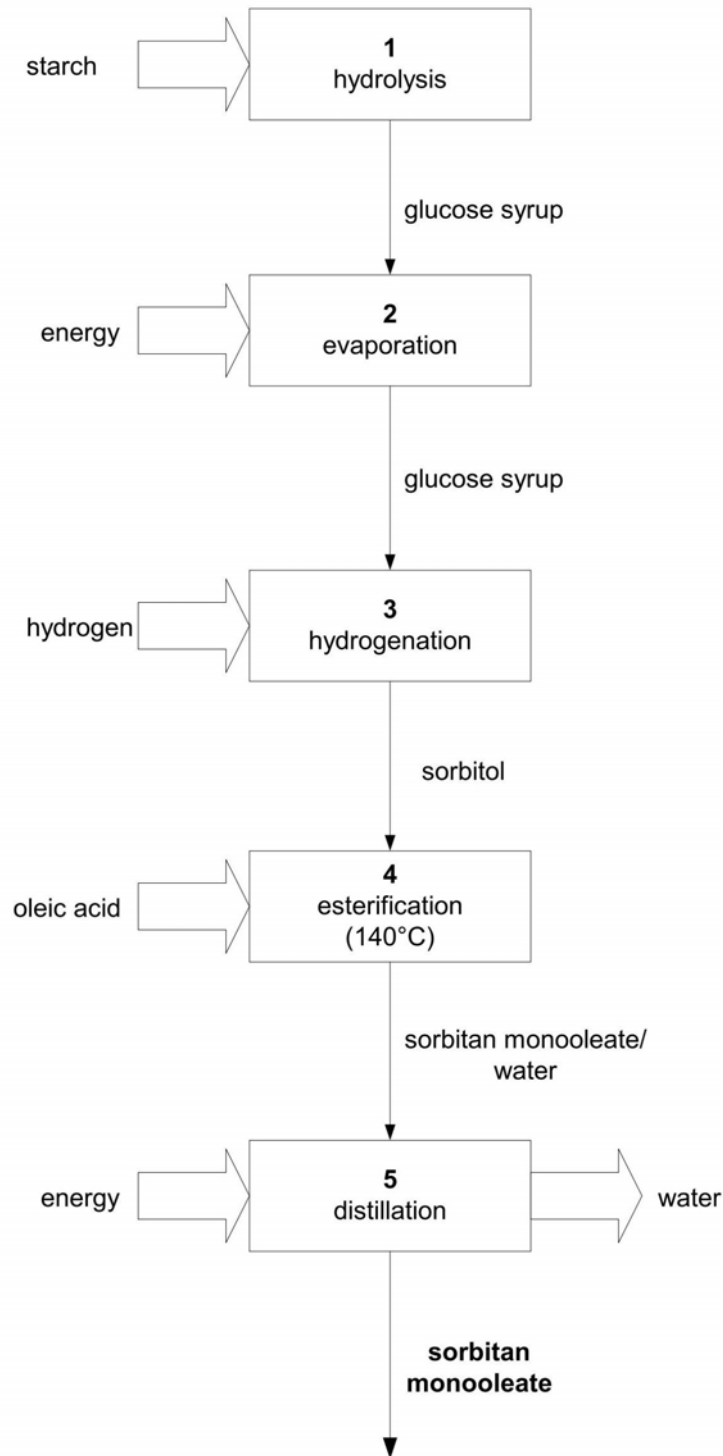 1
starch
hydrolysis
glucose syrup
2
energy
evaporation
glucose syrup
3
hydrogen
hydrogenation
sorbitol
4
oleic acid
esterification
(140°C)
sorbitan monooleate/
water
5
energy
distillation
water
sorbitan
monooleate